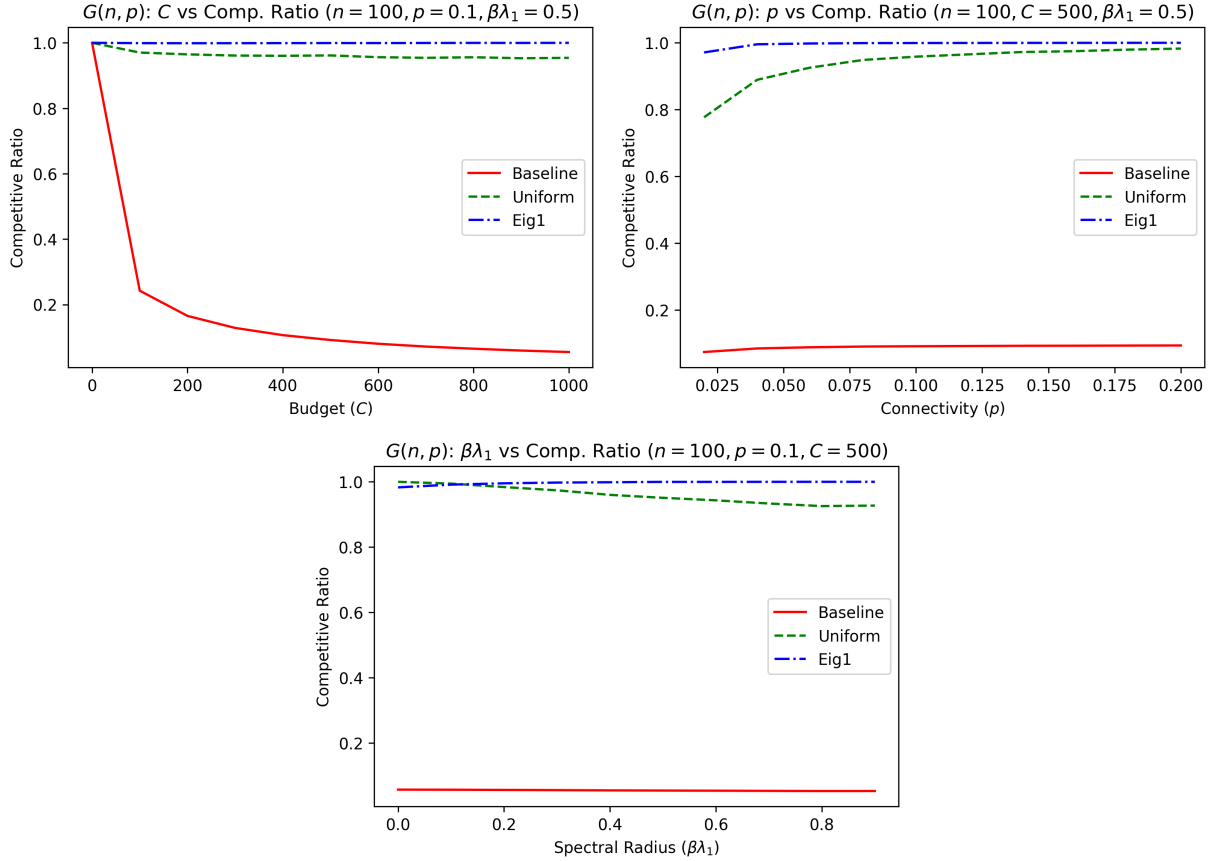 G(n, p): C vs Comp. Ratio (n = 100, p = 0.1, βλ₁ = 0.5)
1.0
0.8
0.6
0.4
0.2
Competitive Ratio
Baseline
Uniform
Eig1
0
200
400
600
800
1000
Budget (C)
G(n, p): p vs Comp. Ratio (n = 100, C = 500, βλ₁ = 0.5)
1.0
0.8
0.6
0.4
0.2
Competitive Ratio
Baseline
Uniform
Eig1
0.025
0.050
0.075
0.100
0.125
0.150
0.175
0.200
Connectivity (p)
G(n, p): βλ₁ vs Comp. Ratio (n = 100, p = 0.1, C = 500)
1.0
0.8
0.6
0.4
0.2
Competitive Ratio
Baseline
Uniform
Eig1
0.0
0.2
0.4
0.6
0.8
Spectral Radius (βλ₁)